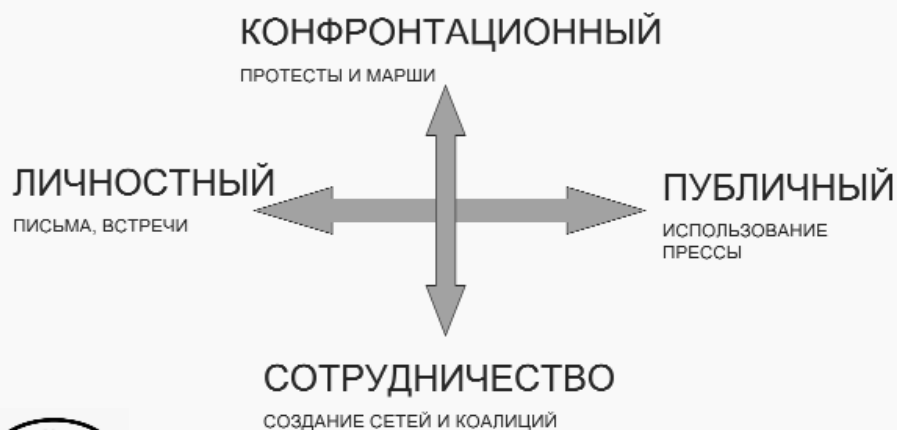 КОНФРОНТАЦИОННЫЙ
ПРОТЕСТЫ И МАРШИ
ЛИЧНОСТНЫЙ
ПИСЬМА, ВСТРЕЧИ
ПУБЛИЧНЫЙ
ИСПОЛЬЗОВАНИЕ
ПРЕССЫ
СОТРУДНИЧЕСТВО
СОЗДАНИЕ СЕТЕЙ И КОАЛИЦИЙ